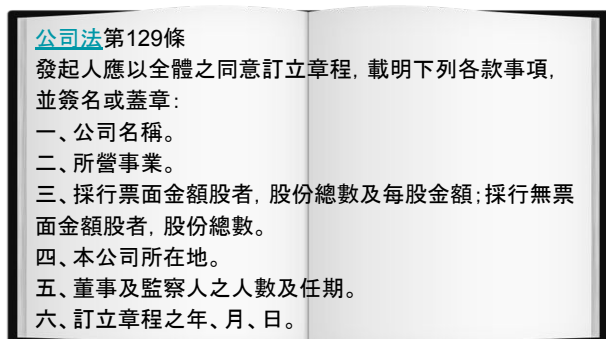 公司法第129條
發起人應以全體之同意訂立章程, 載明下列各款事項,
並簽名或蓋章:
一、公司名稱。
二、所營事業。
三、採行票面金額股者, 股份總數及每股金額;採行無票
面金額股者, 股份總數。
四、本公司所在地。
五、董事及監察人之人數及任期。
六、訂立章程之年、月、日。